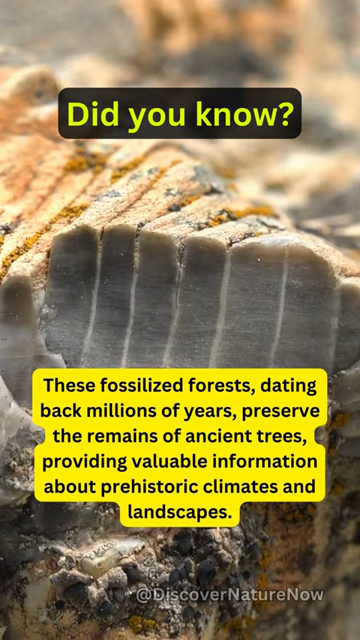 Did you know?
These fossilized forests, dating
back millions of years, preserve
the remains of ancient trees,
providing valuable information
about prehistoric climates and
landscapes.
@DiscoverNatureNow